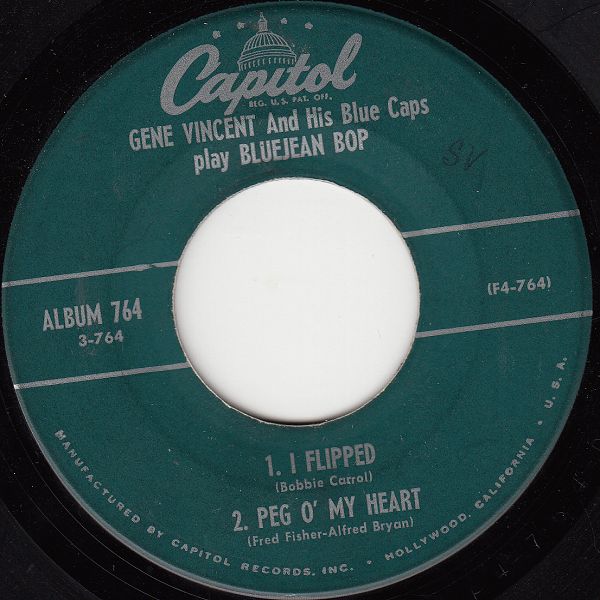 Capitol
REG. U.S. PAT. OFF.
GENE VINCENT And His Blue Caps
play BLUEJEAN BOP
SV
(F4-764)
ALBUM 764
3-764
1. I FLIPPED
(Bobbie Carrol)
2. PEG O' MY HEART
(Fred Fisher-Alfred Bryan)
MANUFACTURED BY CAPITOL RECORDS, INC. • HOLLYWOOD, CALIFORNIA • U.S.A.